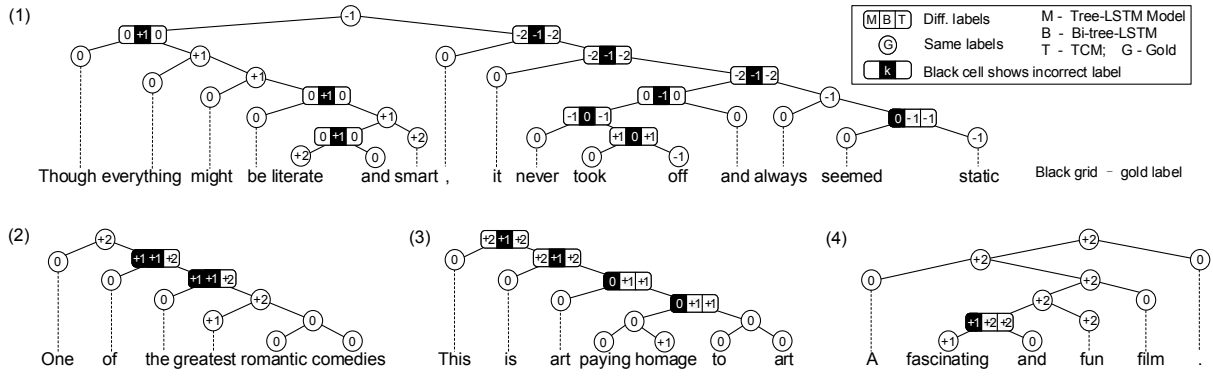 (1)
-1
0 +1 0 -2 -1 -2
0 +1 0 -2 -1 -2
0 +1 0 -2 -1 -2
0 0 +1 0 0 -1 0 -1
0 +1 -1 0 -1 0 0 0 -1 -1
0 +1 0 +2 0 +1 0 +1 0 -1
+2 0 0 -1
Though everything might be literate and smart , it never took off and always seemed static
M B T Diff. labels
G Same labels
k Black cell shows incorrect label
M - Tree-LSTM Model
B - Bi-tree-LSTM
T - TCM; G - Gold
Black grid - gold label
(2)
+2
0 +1 +1 +2
0 +1 +1 +2
0 +2
+1 0
0 0
One of the greatest romantic comedies
(3)
+2 +1 +2
0 +2 +1 +2
0 0 +1 +1
0 0 +1 +1
0 0
0 +1 0 0
This is art paying homage to art
(4)
+2
+2 0
0 +2
+2 0
+1 +2 +2 +2
+1 0
A fascinating and fun film .